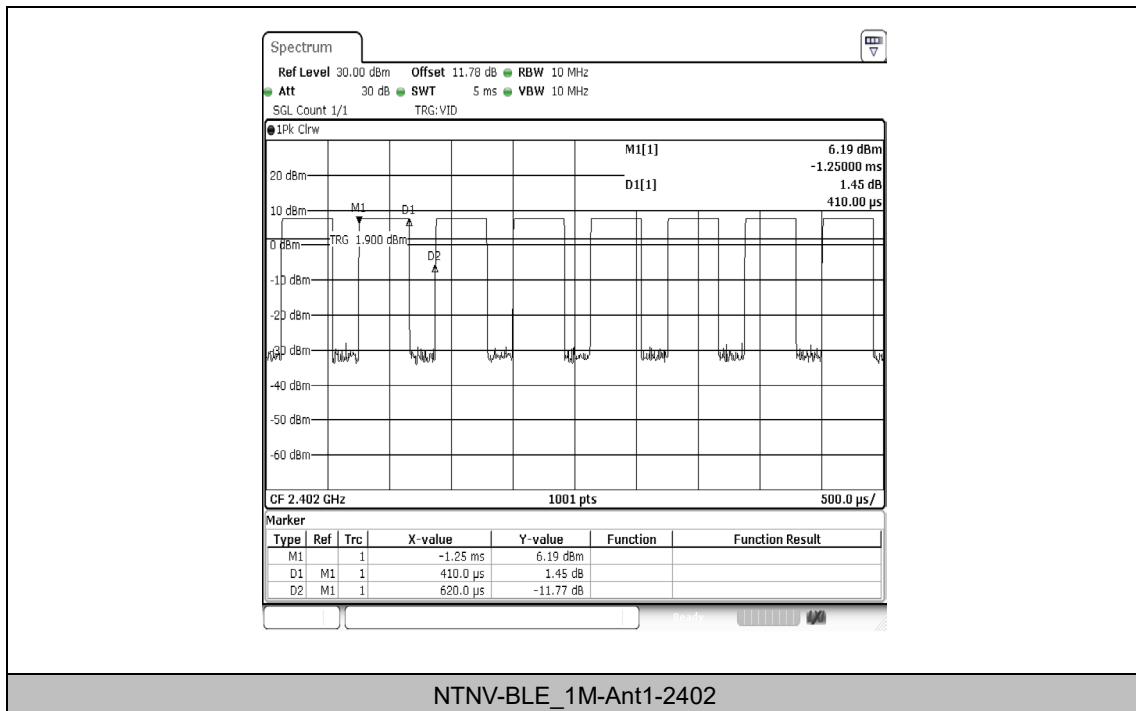 Spectrum
Ref Level 30.00 dBm Offset 11.78 dB RBW 10 MHz
Att 30 dB SWT 5 ms VBW 10 MHz
SGL Count 1/1 TRG:VID
1Pk Clrw
M1[1] 6.19 dBm
-1.25000 ms
20 dBm
D1[1] 1.45 dB
410.00 µs
10 dBm
M1 D1
TRG 1.900 dBm
0 dBm
D2
-10 dBm
-20 dBm
-30 dBm
-40 dBm
-50 dBm
-60 dBm
CF 2.402 GHz 1001 pts 500.0 µs/
Marker
Type Ref Trc X-value Y-value Function Function Result
M1 1 -1.25 ms 6.19 dBm
D1 M1 1 410.0 µs 1.45 dB
D2 M1 1 620.0 µs -11.77 dB
Ready
NTNV-BLE_1M-Ant1-2402